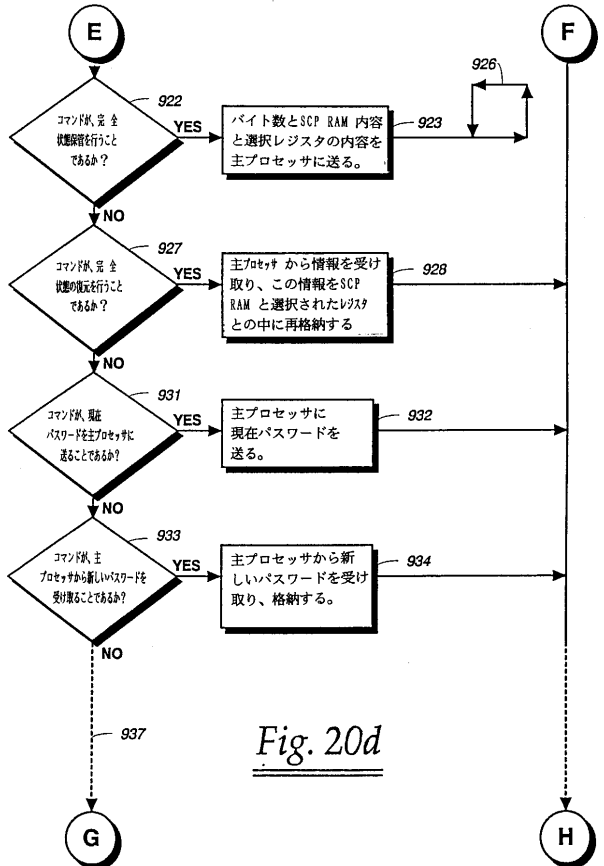 E
F
922
926
コマンドが、完全
状態保管を行うこと
であるか？
YES
バイト数とSCP RAM 内容
と選択レジスタの内容を
主プロセッサに送る。
923
NO
927
コマンドが、完全
状態の復元を行うこと
であるか？
YES
主プロセッサ から情報を受け
取り、この情報をSCP
RAM と選択されたレジスタ
との中に再格納する
928
NO
931
コマンドが、現在
パスワードを主プロセッサに
送ることであるか？
YES
主プロセッサに
現在パスワードを
送る。
932
NO
933
コマンドが、主
プロセッサから新しいパスワードを
受け取ることであるか？
YES
主プロセッサから新
しいパスワードを受け
取り、格納する。
934
NO
937
Fig. 20d
G
H